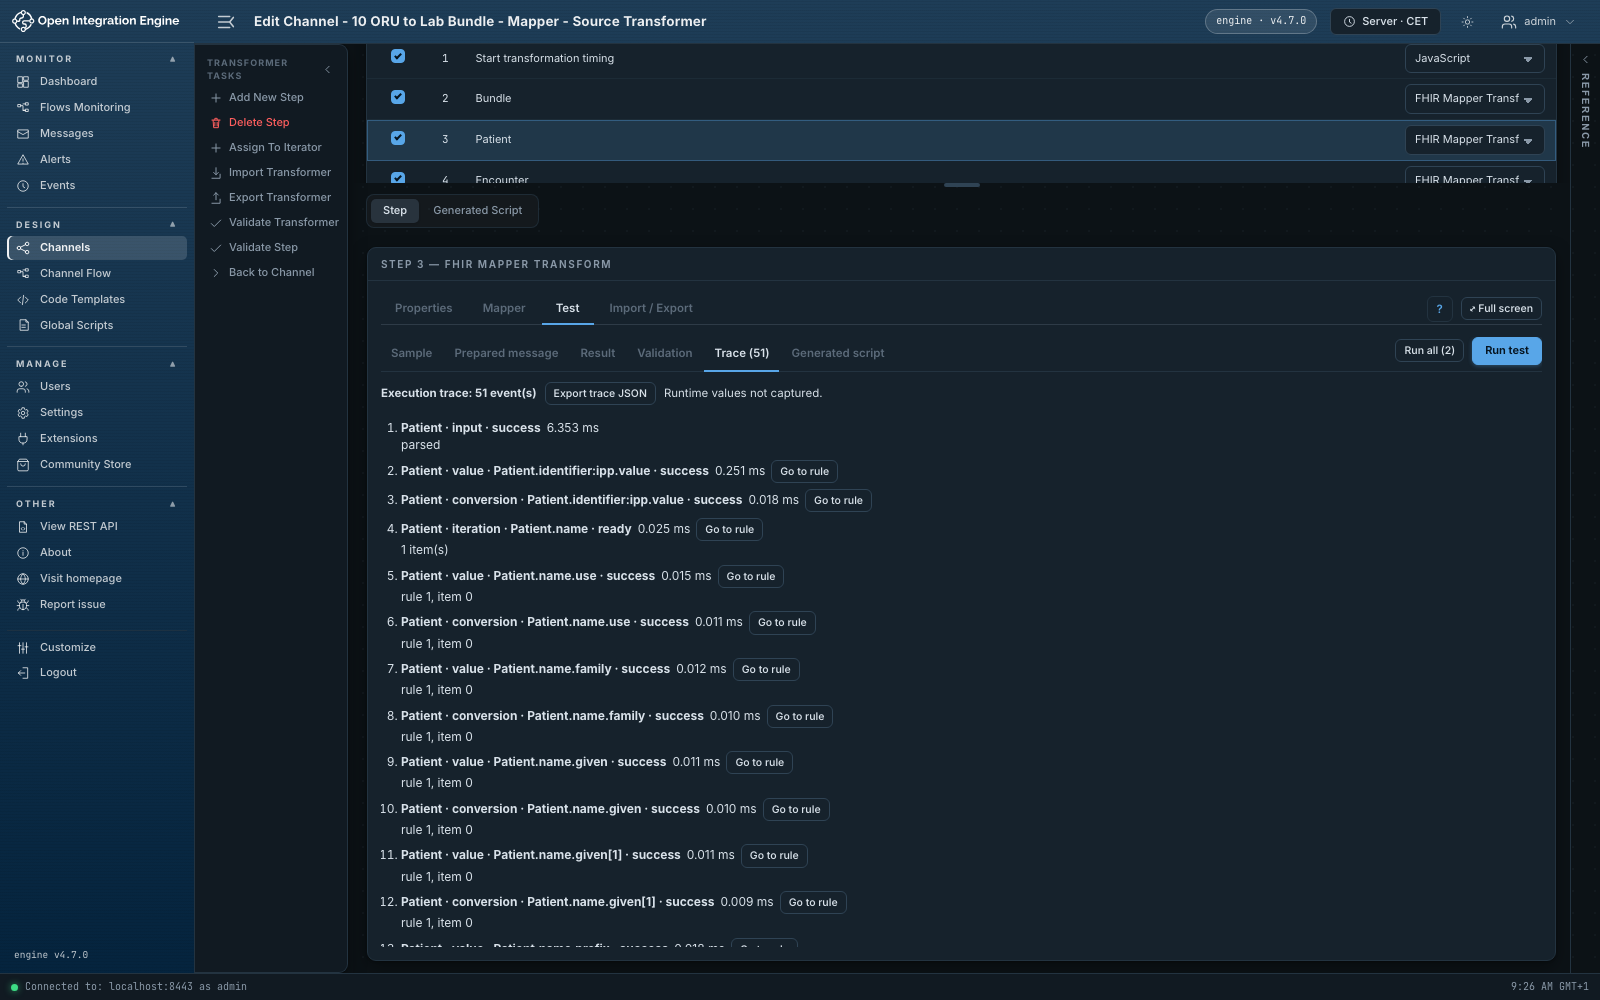 Open Integration Engine
Edit Channel - 10 ORU to Lab Bundle - Mapper - Source Transformer
engine · v4.7.0
Server · CET
admin
MONITOR
Dashboard
Flows Monitoring
Messages
Alerts
Events
DESIGN
Channels
Channel Flow
Code Templates
Global Scripts
MANAGE
Users
Settings
Extensions
Community Store
OTHER
View REST API
About
Visit homepage
Report issue
Customize
Logout
engine v4.7.0
TRANSFORMER TASKS
Add New Step
Delete Step
Assign To Iterator
Import Transformer
Export Transformer
Validate Transformer
Validate Step
Back to Channel
1 Start transformation timing JavaScript
2 Bundle FHIR Mapper Transf
3 Patient FHIR Mapper Transf
4 Encounter FHIR Mapper Transf
REFERENCE
Step Generated Script
STEP 3 — FHIR MAPPER TRANSFORM
Properties Mapper Test Import / Export ? Full screen
Sample Prepared message Result Validation Trace (51) Generated script Run all (2) Run test
Execution trace: 51 event(s) Export trace JSON Runtime values not captured.
1. Patient · input · success 6.353 ms
parsed
2. Patient · value · Patient.identifier:ipp.value · success 0.251 ms Go to rule
3. Patient · conversion · Patient.identifier:ipp.value · success 0.018 ms Go to rule
4. Patient · iteration · Patient.name · ready 0.025 ms Go to rule
1 item(s)
5. Patient · value · Patient.name.use · success 0.015 ms Go to rule
rule 1, item 0
6. Patient · conversion · Patient.name.use · success 0.011 ms Go to rule
rule 1, item 0
7. Patient · value · Patient.name.family · success 0.012 ms Go to rule
rule 1, item 0
8. Patient · conversion · Patient.name.family · success 0.010 ms Go to rule
rule 1, item 0
9. Patient · value · Patient.name.given · success 0.011 ms Go to rule
rule 1, item 0
10. Patient · conversion · Patient.name.given · success 0.010 ms Go to rule
rule 1, item 0
11. Patient · value · Patient.name.given[1] · success 0.011 ms Go to rule
rule 1, item 0
12. Patient · conversion · Patient.name.given[1] · success 0.009 ms Go to rule
rule 1, item 0
13. Patient · value · Patient.name.prefix · success 0.018 ms
Connected to: localhost:8443 as admin
9:26 AM GMT+1